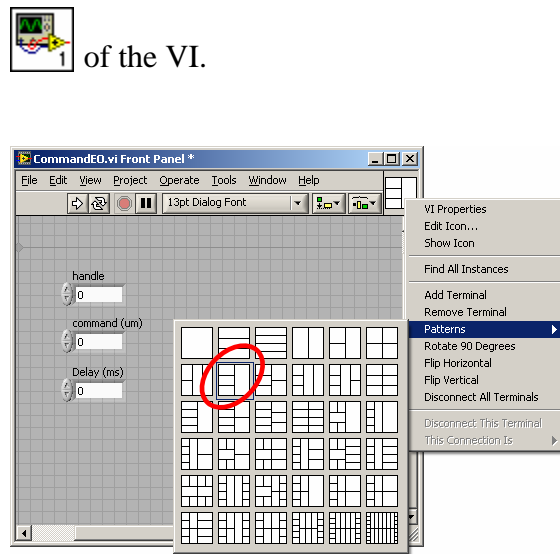 1 of the VI.
CommandEO.vi Front Panel *
File Edit View Project Operate Tools Window Help
13pt Dialog Font
VI Properties
Edit Icon...
Show Icon
Find All Instances
Add Terminal
Remove Terminal
Patterns
Rotate 90 Degrees
Flip Horizontal
Flip Vertical
Disconnect All Terminals
Disconnect This Terminal
This Connection Is
handle
0
command (um)
0
Delay (ms)
0